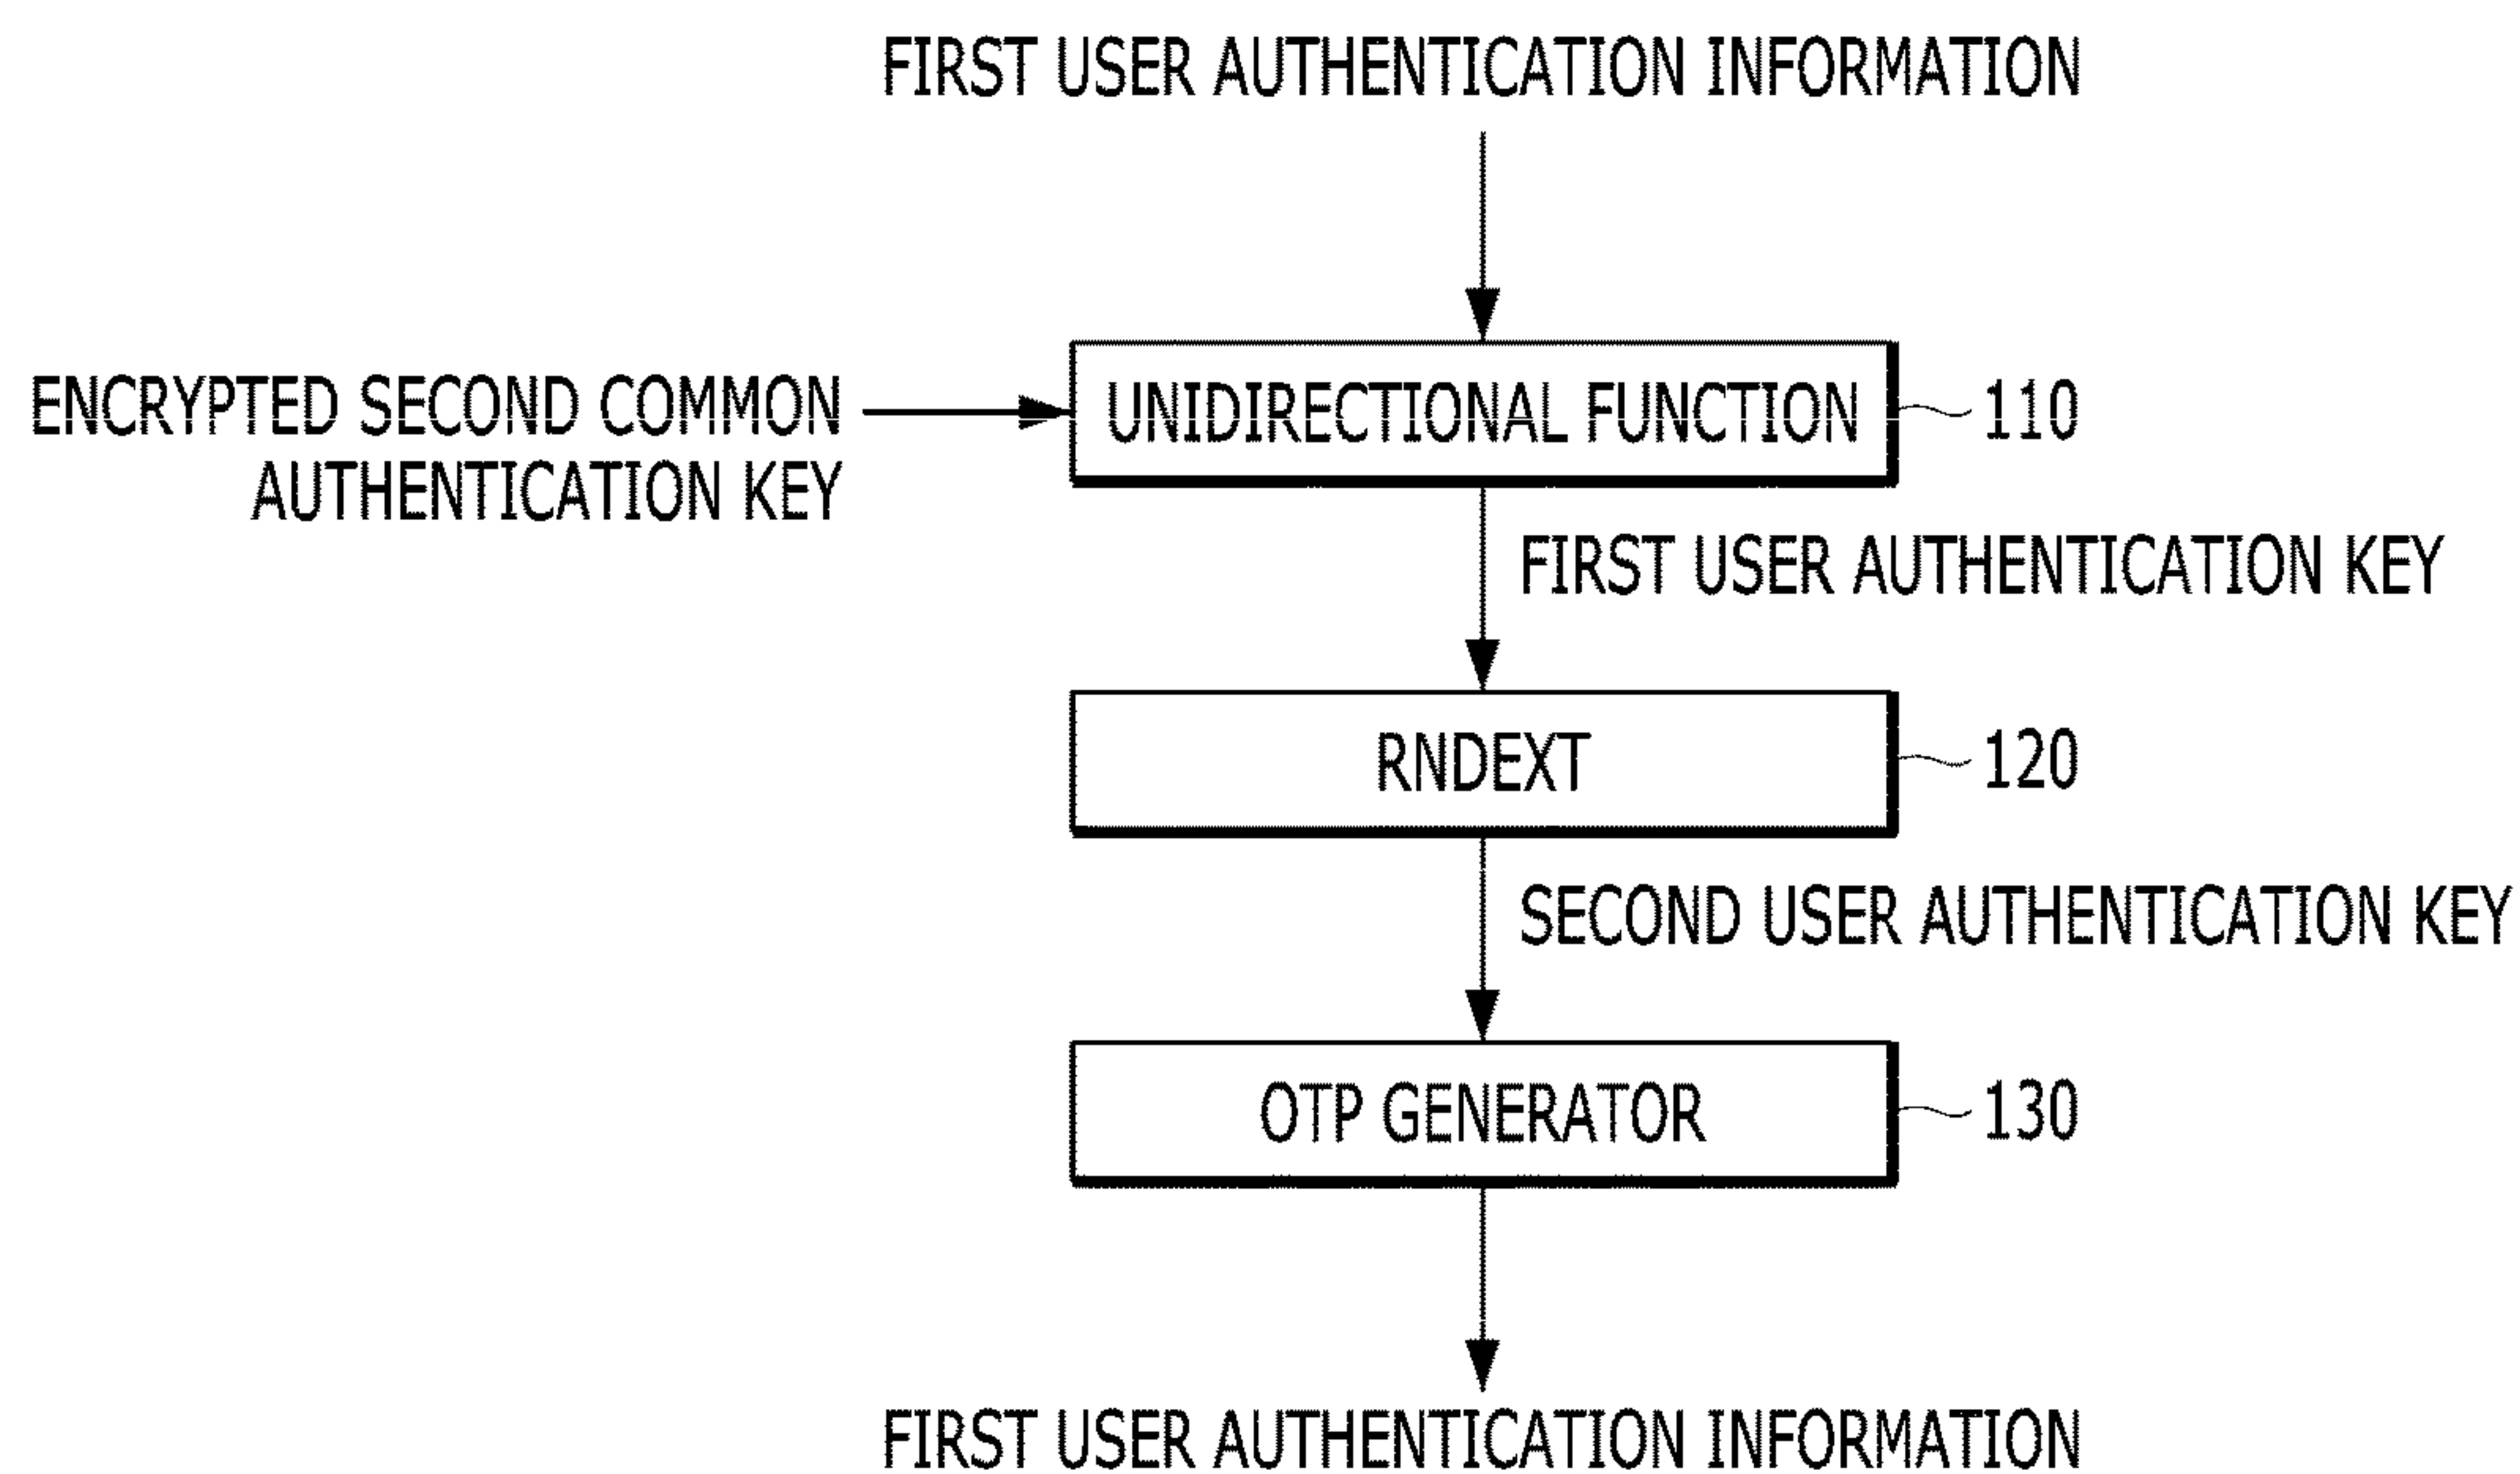 FIRST USER AUTHENTICATION INFORMATION
ENCRYPTED SECOND COMMON
AUTHENTICATION KEY
UNIDIRECTIONAL FUNCTION
110
FIRST USER AUTHENTICATION KEY
RNDEXT
120
SECOND USER AUTHENTICATION KEY
OTP GENERATOR
130
FIRST USER AUTHENTICATION INFORMATION